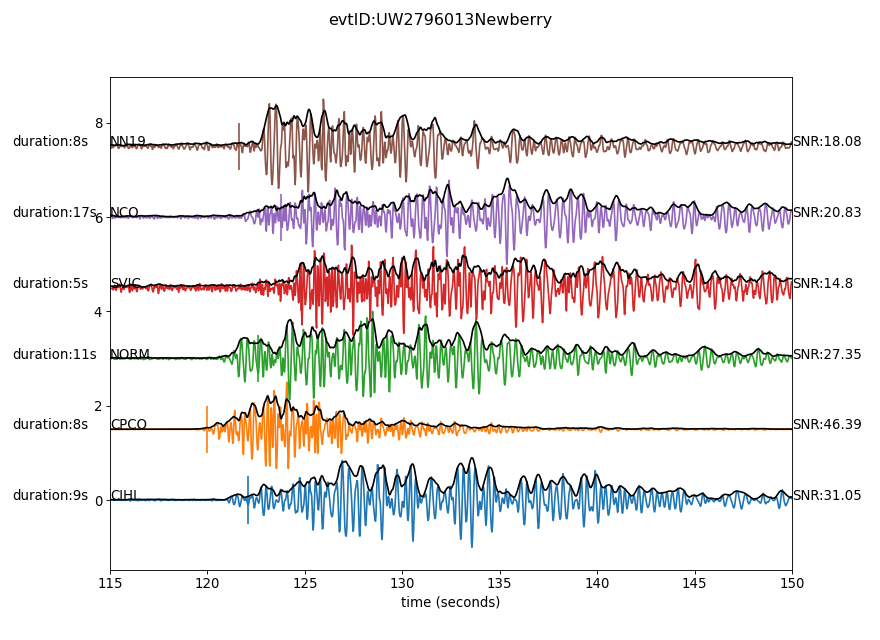 evtID:UW2796013Newberry
8
duration:8s NN19 SNR:18.08
duration:17s NCO SNR:20.83
6
duration:5s SVIC SNR:14.8
4
duration:11s NORM SNR:27.35
2
duration:8s CPCO SNR:46.39
duration:9s CIHL SNR:31.05
0
115 120 125 130 135 140 145 150
time (seconds)